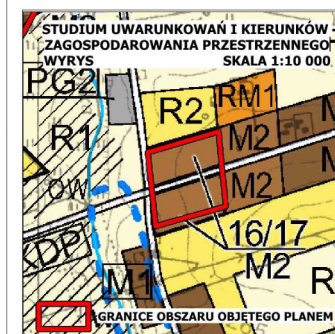 STUDIUM UWARUNKOWAŃ I KIERUNKÓW
ZAGOSPODAROWANIA PRZESTRZENNEGO
WYRYS SKALA 1:10 000
PG2
R2
RM1
R1
M2
M
OW
M2
M
16/17
KDP
M1
M2
R
GRANICE OBSZARU OBJĘTEGO PLANEM